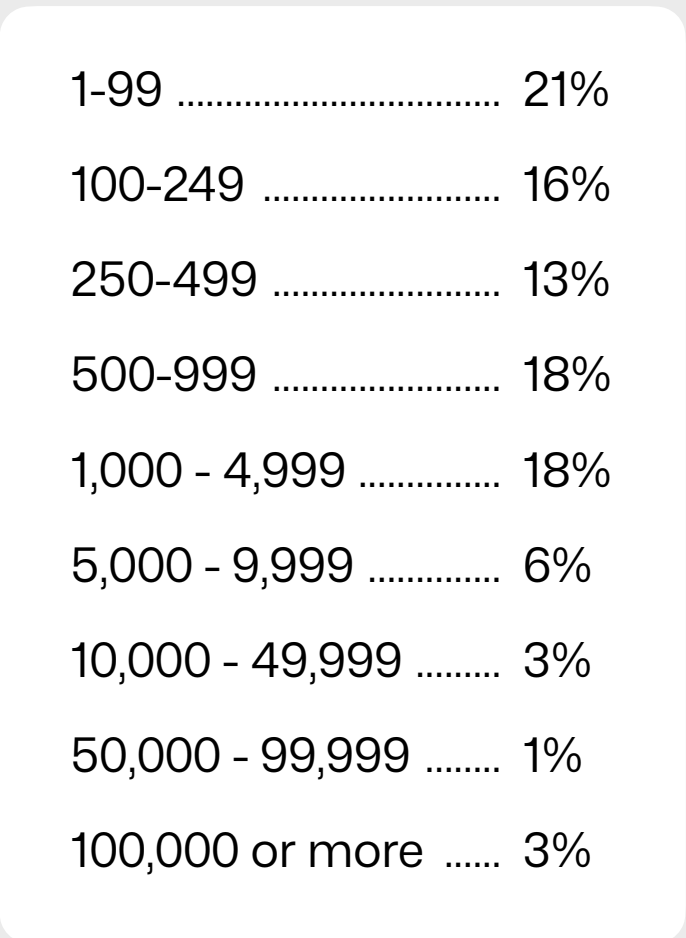 1-99 .................................. 21%
100-249 ......................... 16%
250-499 ........................ 13%
500-999 ........................ 18%
1,000 - 4,999 ............... 18%
5,000 - 9,999 .............. 6%
10,000 - 49,999 ......... 3%
50,000 - 99,999 ........ 1%
100,000 or more ...... 3%